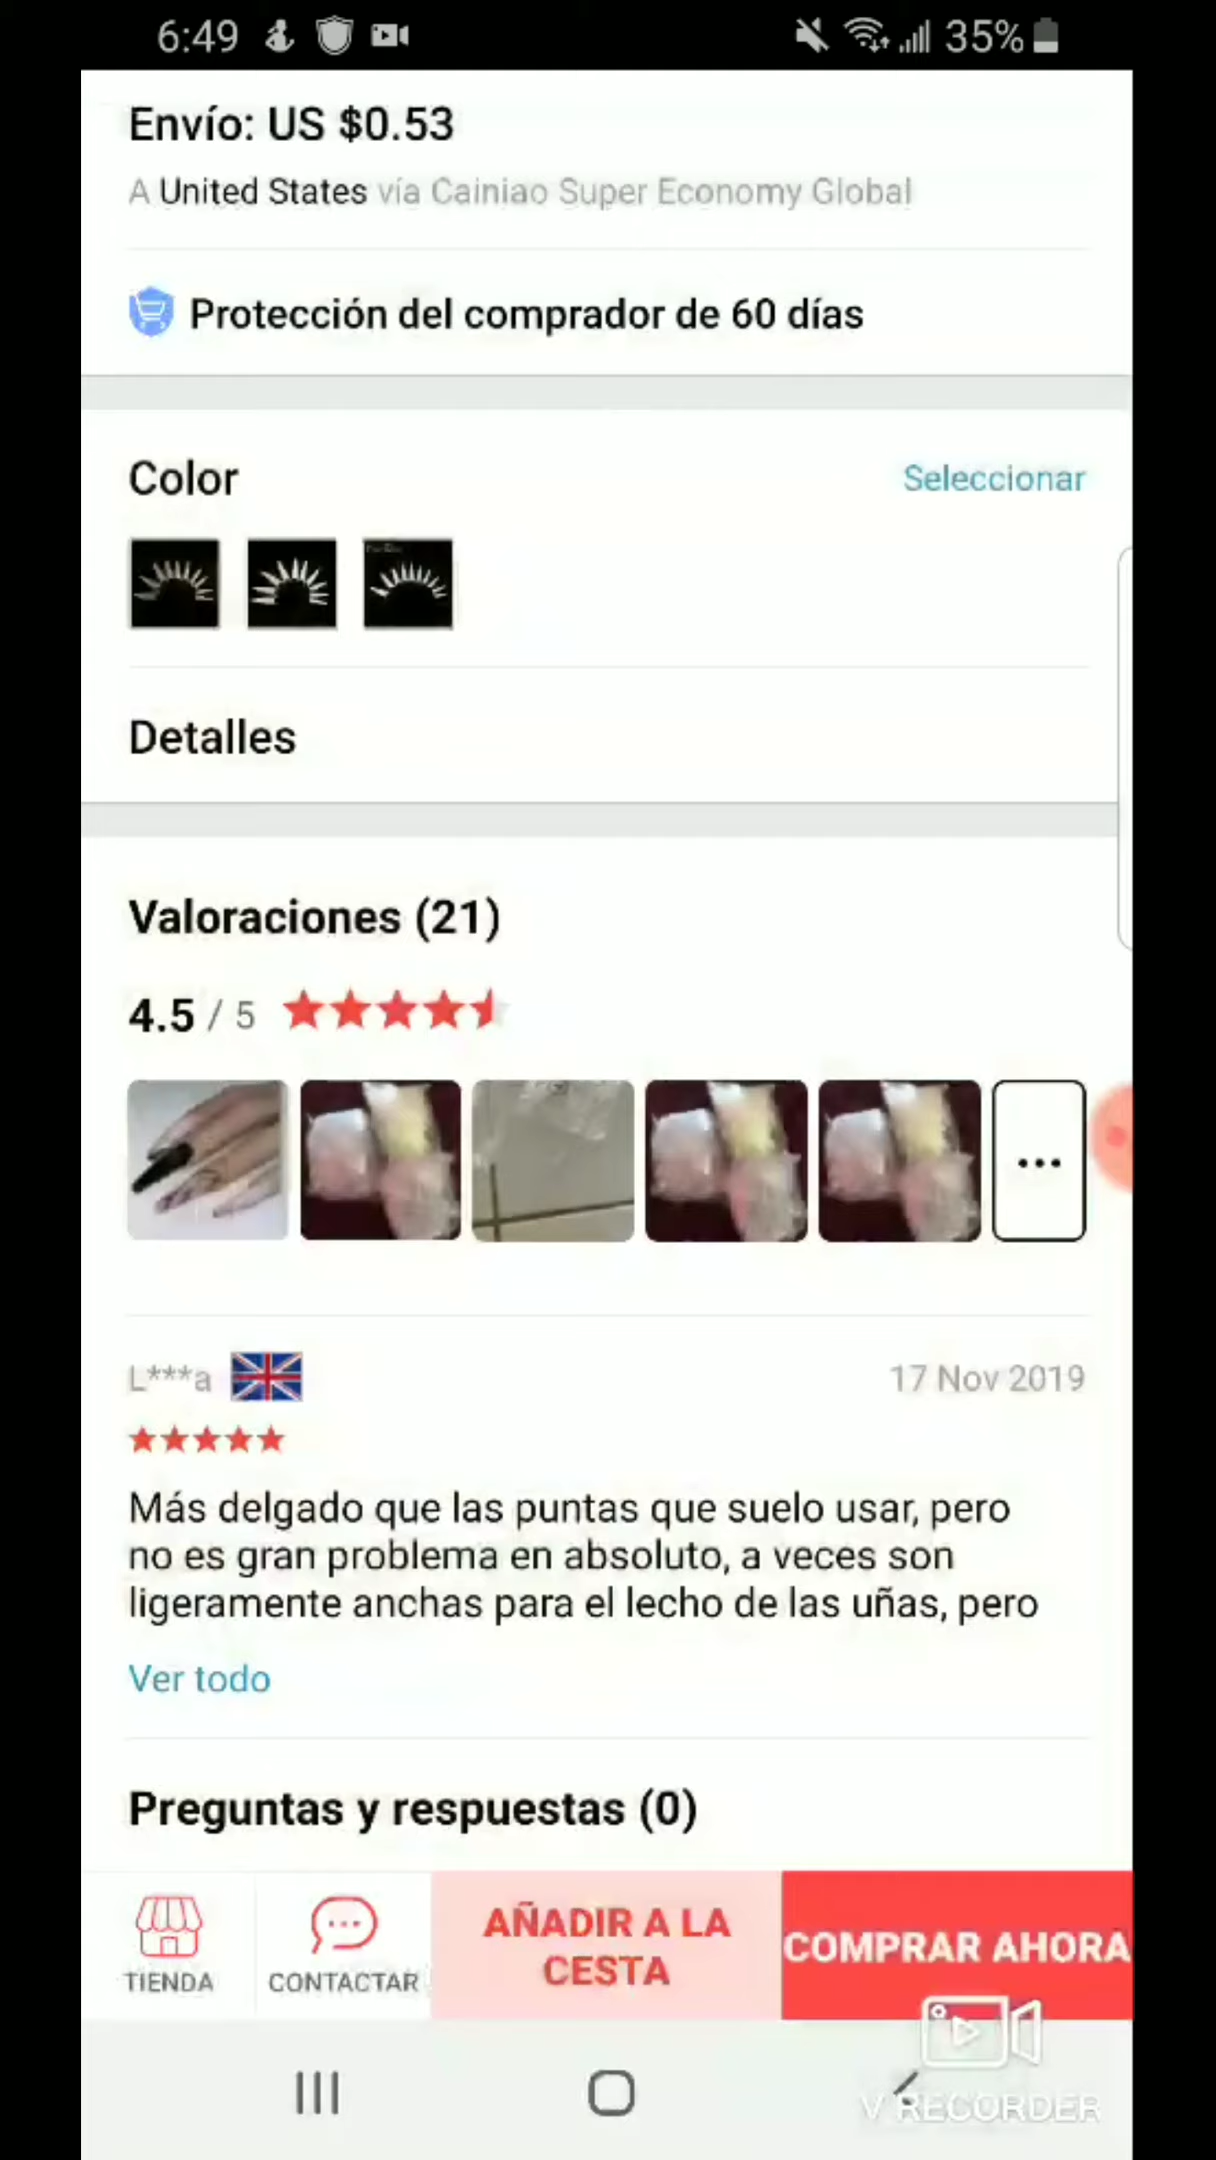 6:49
35%
Envío: US $0.53
A United States vía Cainiao Super Economy Global
Protección del comprador de 60 días
Color
Seleccionar
Detalles
Valoraciones (21)
4.5 / 5
...
L***a
17 Nov 2019
Más delgado que las puntas que suelo usar, pero
no es gran problema en absoluto, a veces son
ligeramente anchas para el lecho de las uñas, pero
Ver todo
Preguntas y respuestas (0)
TIENDA
CONTACTAR
AÑADIR A LA
CESTA
COMPRAR AHORA
V RECORDER